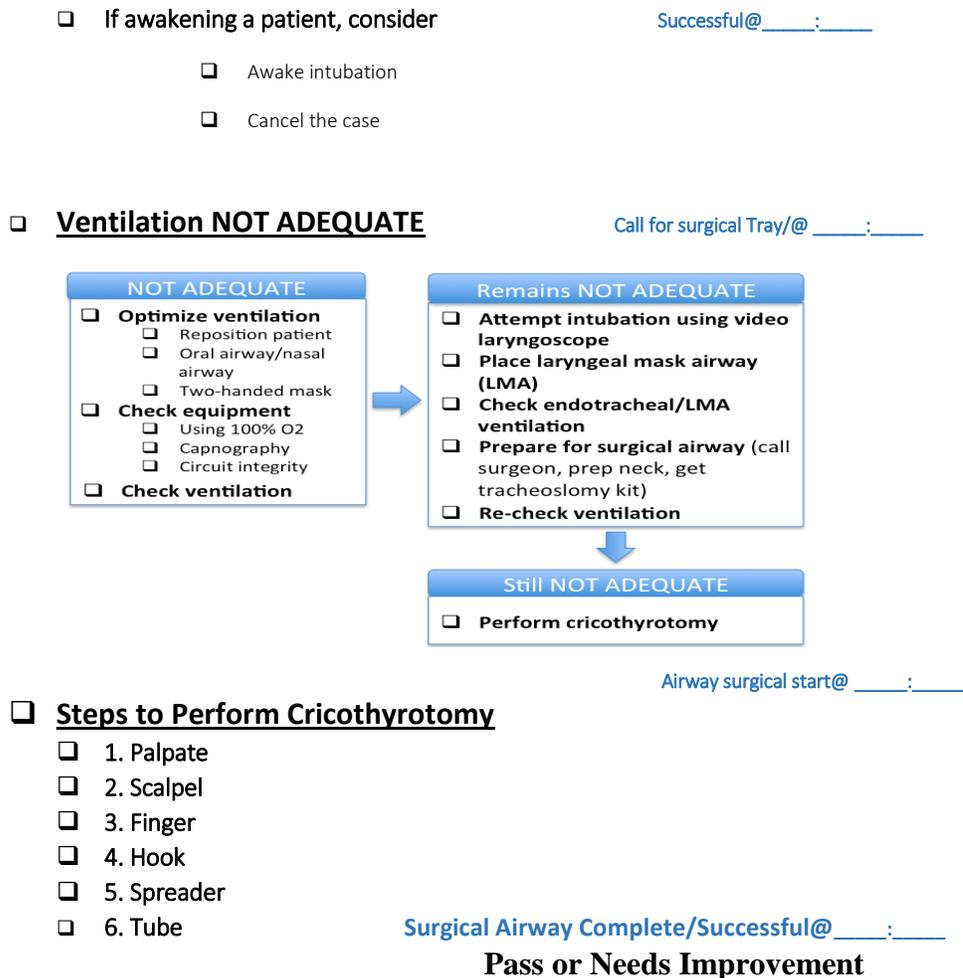 ❑ If awakening a patient, consider Successful@_____:_____
❑ Awake intubation
❑ Cancel the case
❑ Ventilation NOT ADEQUATE Call for surgical Tray/@ _____:_____
NOT ADEQUATE
❑ Optimize ventilation
❑ Reposition patient
❑ Oral airway/nasal
airway
❑ Two-handed mask
❑ Check equipment
❑ Using 100% O2
❑ Capnography
❑ Circuit integrity
❑ Check ventilation
Remains NOT ADEQUATE
❑ Attempt intubation using video
laryngoscope
❑ Place laryngeal mask airway
(LMA)
❑ Check endotracheal/LMA
ventilation
❑ Prepare for surgical airway (call
surgeon, prep neck, get
tracheoslomy kit)
❑ Re-check ventilation
Still NOT ADEQUATE
❑ Perform cricothyrotomy
Airway surgical start@ _____:_____
❑ Steps to Perform Cricothyrotomy
❑ 1. Palpate
❑ 2. Scalpel
❑ 3. Finger
❑ 4. Hook
❑ 5. Spreader
❑ 6. Tube Surgical Airway Complete/Successful@_____:_____
Pass or Needs Improvement